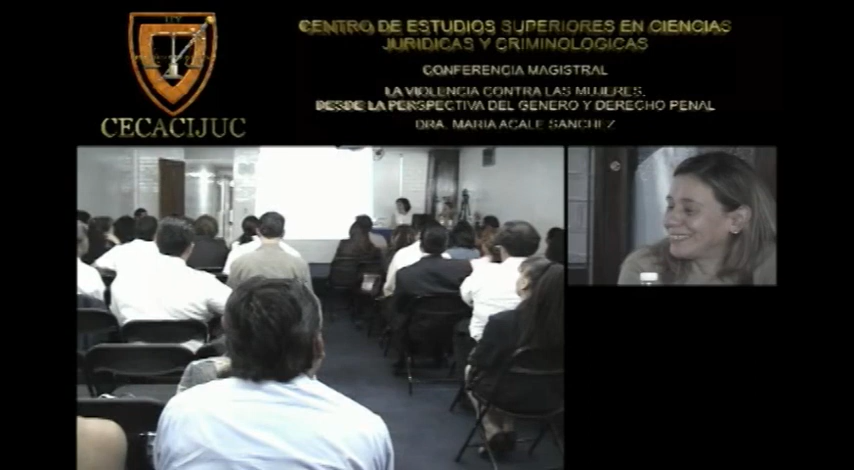 CENTRO DE ESTUDIOS SUPERIORES EN CIENCIAS
JURIDICAS Y CRIMINOLOGICAS
CONFERENCIA MAGISTRAL
LA VIOLENCIA CONTRA LAS MUJERES.
DESDE LA PERSPECTIVA DEL GENERO Y DERECHO PENAL
DRA. MARIA ACALE SANCHEZ
CECACIJUC